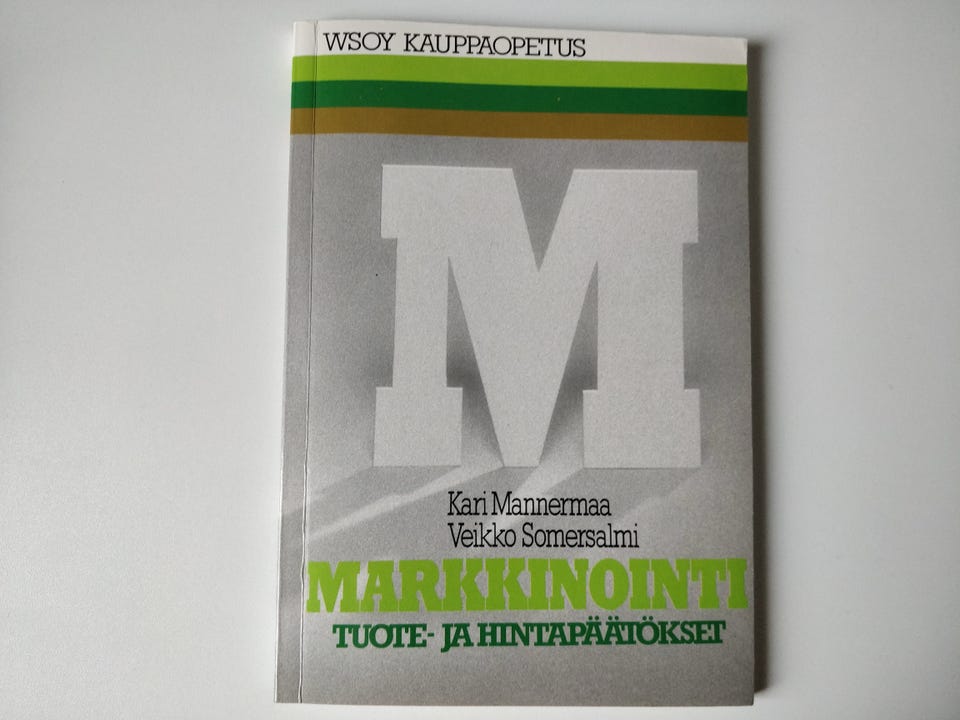 WSOY KAUPPAOPETUS
M
Kari Mannermaa
Veikko Somersalmi
MARKKINOINTI
TUOTE- JA HINTAPÄÄTÖKSET